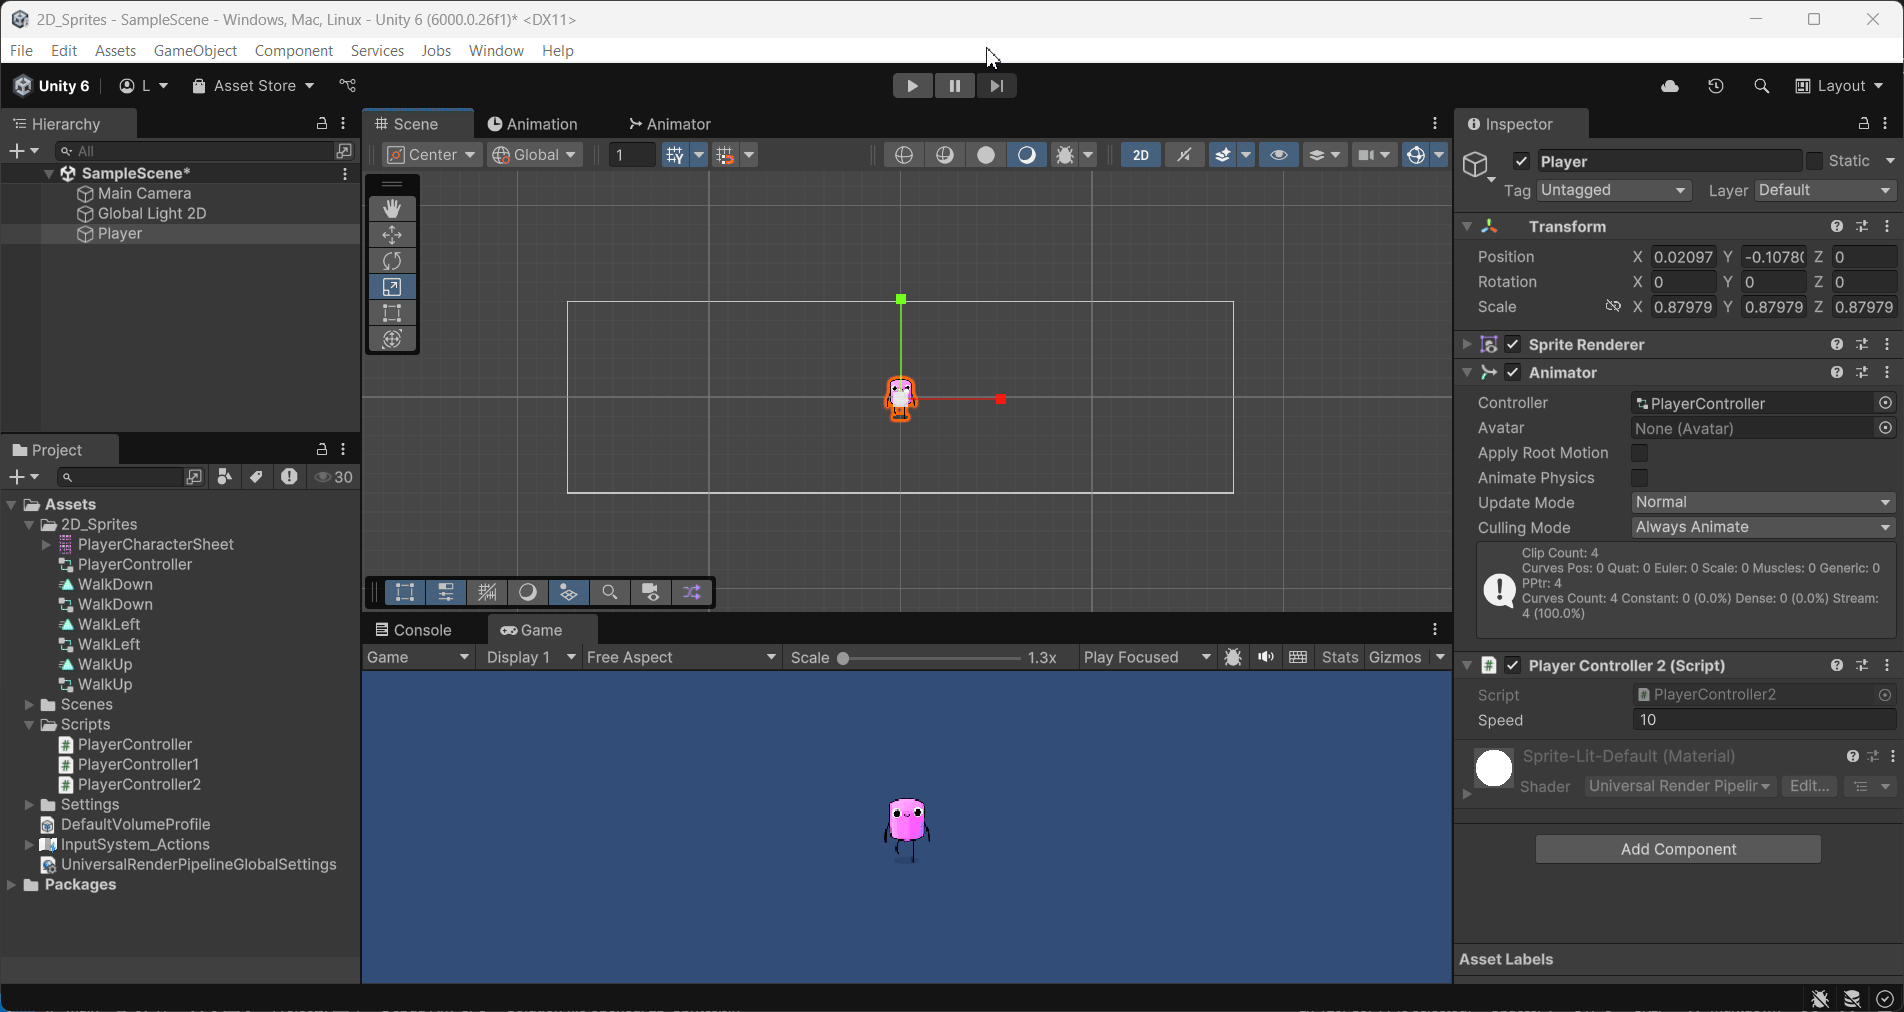 2D_Sprites - SampleScene - Windows, Mac, Linux - Unity 6 (6000.0.26f1)* <DX11>
File Edit Assets GameObject Component Services Jobs Window Help
Unity 6 L Asset Store Layout
Hierarchy
All
SampleScene*
Main Camera
Global Light 2D
Player
Project
30
Assets
2D_Sprites
PlayerCharacterSheet
PlayerController
WalkDown
WalkDown
WalkLeft
WalkLeft
WalkUp
WalkUp
Scenes
Scripts
PlayerController
PlayerController1
PlayerController2
Settings
DefaultVolumeProfile
InputSystem_Actions
UniversalRenderPipelineGlobalSettings
Packages
Scene Animation Animator
Center Global 1 2D
Console Game
Game Display 1 Free Aspect Scale 1.3x Play Focused Stats Gizmos
Inspector
Player Static
Tag Untagged Layer Default
Transform
Position X 0.02097 Y -0.1078 Z 0
Rotation X 0 Y 0 Z 0
Scale X 0.87979 Y 0.87979 Z 0.87979
Sprite Renderer
Animator
Controller PlayerController
Avatar None (Avatar)
Apply Root Motion
Animate Physics
Update Mode Normal
Culling Mode Always Animate
Clip Count: 4
Curves Pos: 0 Quat: 0 Euler: 0 Scale: 0 Muscles: 0 Generic: 0
PPtr: 4
Curves Count: 4 Constant: 0 (0.0%) Dense: 0 (0.0%) Stream:
4 (100.0%)
Player Controller 2 (Script)
Script PlayerController2
Speed 10
Sprite-Lit-Default (Material)
Shader Universal Render Pipelir Edit...
Add Component
Asset Labels